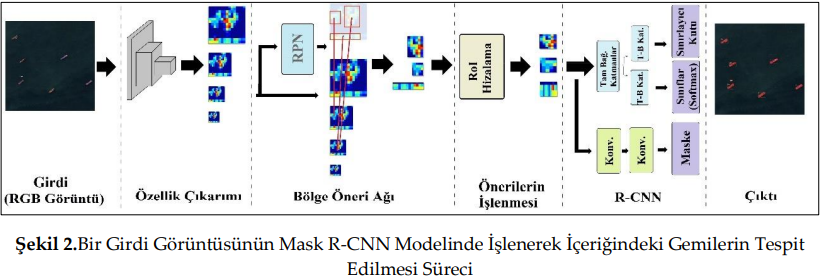 RPN
RoI
Hizalama
Tam Bağ.
Katmanlar
T-B Kat.
T-B Kat.
Sınırlayıcı
Kutu
Sınıflar
(Softmax)
Konv.
Konv.
Maske
Girdi
(RGB Görüntü)
Özellik Çıkarımı
Bölge Öneri Ağı
Önerilerin
İşlenmesi
R-CNN
Çıktı
Şekil 2.Bir Girdi Görüntüsünün Mask R-CNN Modelinde İşlenerek İçeriğindeki Gemilerin Tespit
Edilmesi Süreci